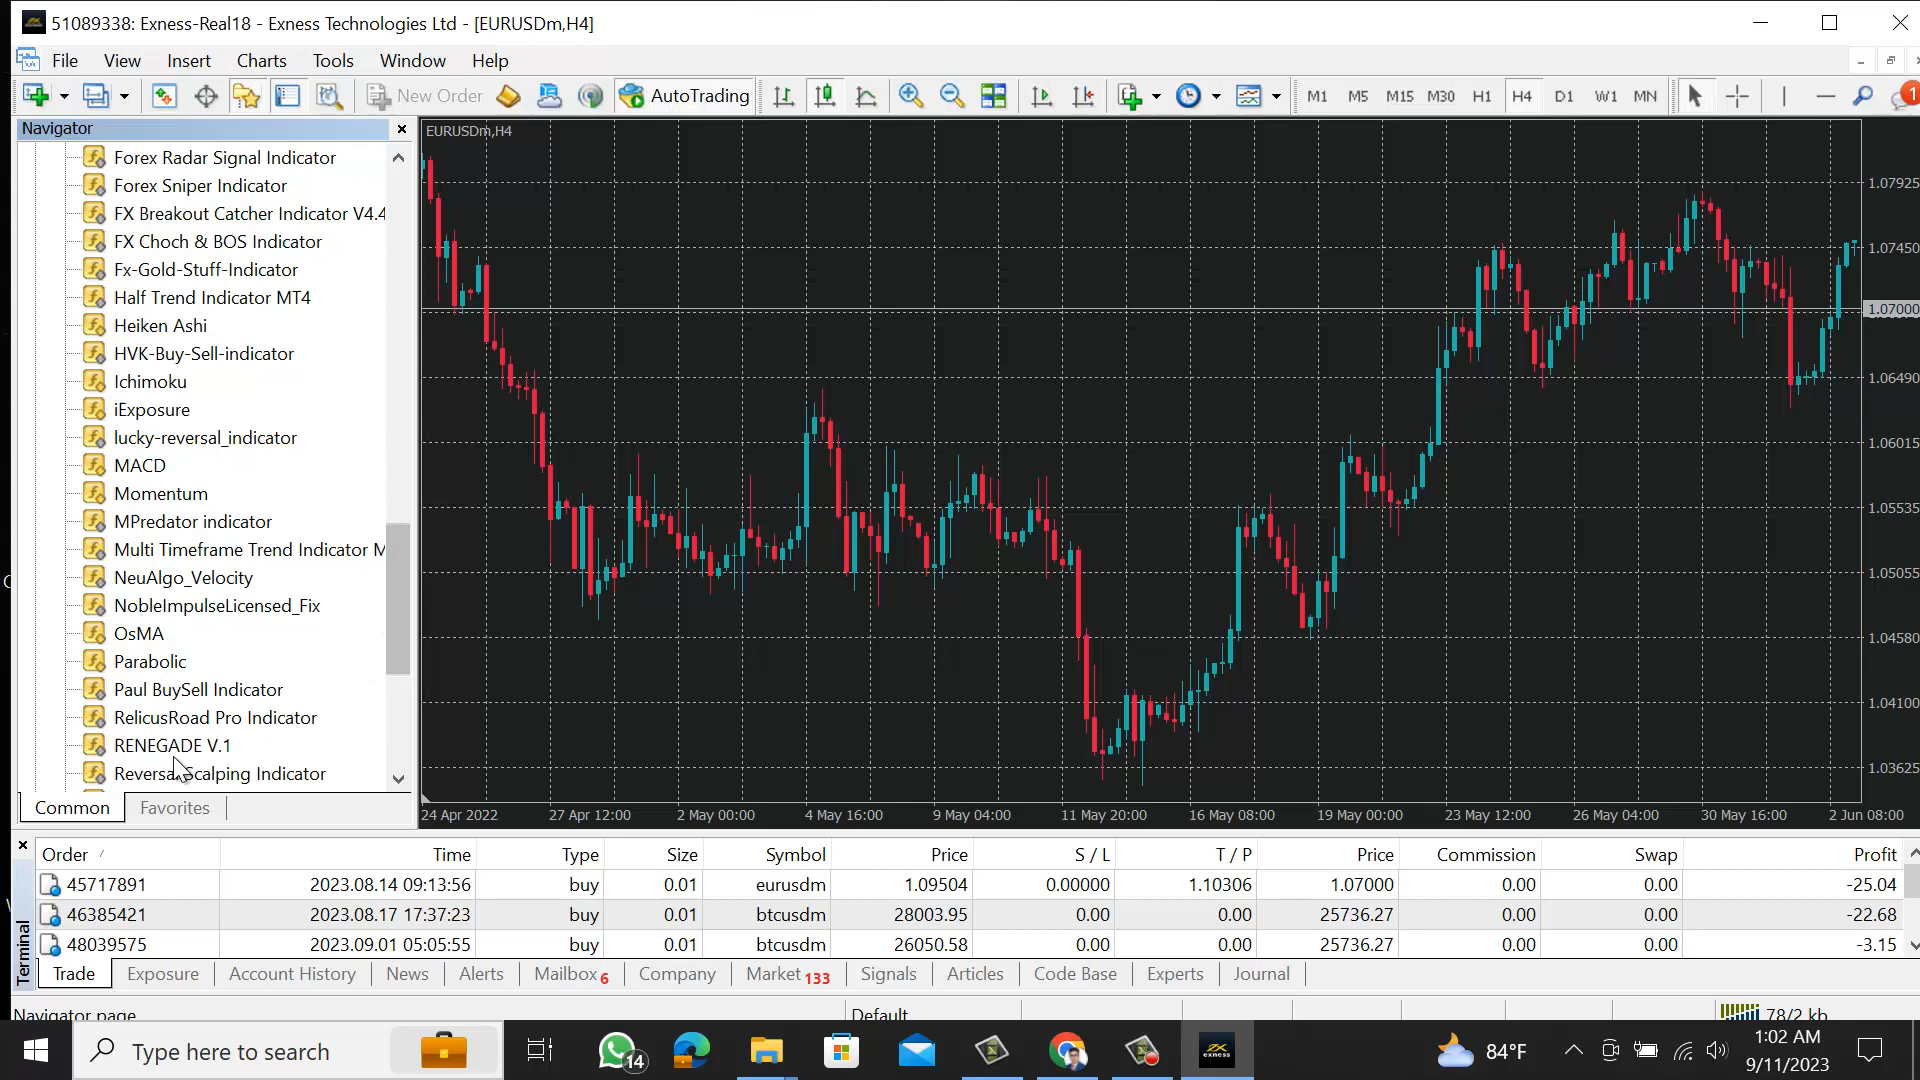 51089338: Exness-Real18 - Exness Technologies Ltd - [EURUSDm,H4]
File View Insert Charts Tools Window Help
New Order AutoTrading M1 M5 M15 M30 H1 H4 D1 W1 MN 1
Navigator
Forex Radar Signal Indicator
Forex Sniper Indicator
FX Breakout Catcher Indicator V4.4
FX Choch & BOS Indicator
Fx-Gold-Stuff-Indicator
Half Trend Indicator MT4
Heiken Ashi
HVK-Buy-Sell-indicator
Ichimoku
iExposure
lucky-reversal_indicator
MACD
Momentum
MPredator indicator
Multi Timeframe Trend Indicator M
NeuAlgo_Velocity
NobleImpulseLicensed_Fix
OsMA
Parabolic
Paul BuySell Indicator
RelicusRoad Pro Indicator
RENEGADE V.1
Reversal Scalping Indicator
Common Favorites
EURUSDm,H4
1.07925
1.07450
1.07000
1.06490
1.06015
1.05535
1.05055
1.04580
1.04100
1.03625
24 Apr 2022 27 Apr 12:00 2 May 00:00 4 May 16:00 9 May 04:00 11 May 20:00 16 May 08:00 19 May 00:00 23 May 12:00 26 May 04:00 30 May 16:00 2 Jun 08:00
Order / Time Type Size Symbol Price S / L T / P Price Commission Swap Profit
45717891 2023.08.14 09:13:56 buy 0.01 eurusdm 1.09504 0.00000 1.10306 1.07000 0.00 0.00 -25.04
46385421 2023.08.17 17:37:23 buy 0.01 btcusdm 28003.95 0.00 0.00 25736.27 0.00 0.00 -22.68
48039575 2023.09.01 05:05:55 buy 0.01 btcusdm 26050.58 0.00 0.00 25736.27 0.00 0.00 -3.15
Terminal
Trade Exposure Account History News Alerts Mailbox 6 Company Market 133 Signals Articles Code Base Experts Journal
Navigator page Default 78/2 kb
Type here to search 14 exness 84°F 1:02 AM
9/11/2023